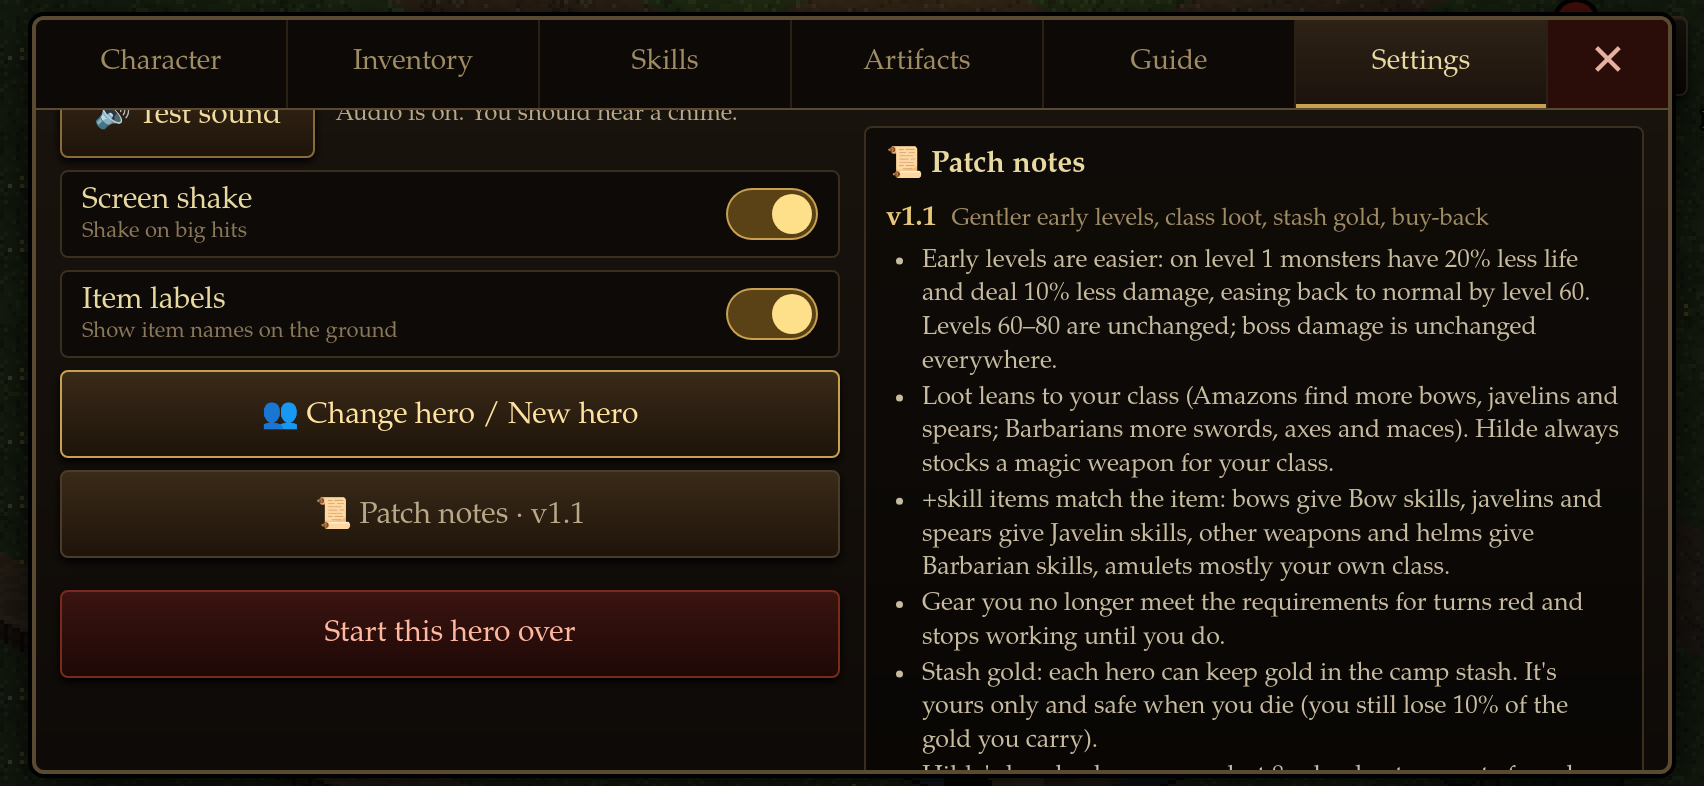 Character
Inventory
Skills
Artifacts
Guide
Settings
✕
🔊 Test sound
Audio is on. You should hear a chime.
Screen shake
Shake on big hits
Item labels
Show item names on the ground
👥 Change hero / New hero
📜 Patch notes · v1.1
Start this hero over
📜 Patch notes
v1.1 Gentler early levels, class loot, stash gold, buy-back
• Early levels are easier: on level 1 monsters have 20% less life
and deal 10% less damage, easing back to normal by level 60.
Levels 60–80 are unchanged; boss damage is unchanged
everywhere.
• Loot leans to your class (Amazons find more bows, javelins and
spears; Barbarians more swords, axes and maces). Hilde always
stocks a magic weapon for your class.
• +skill items match the item: bows give Bow skills, javelins and
spears give Javelin skills, other weapons and helms give
Barbarian skills, amulets mostly your own class.
• Gear you no longer meet the requirements for turns red and
stops working until you do.
• Stash gold: each hero can keep gold in the camp stash. It's
yours only and safe when you die (you still lose 10% of the
gold you carry).